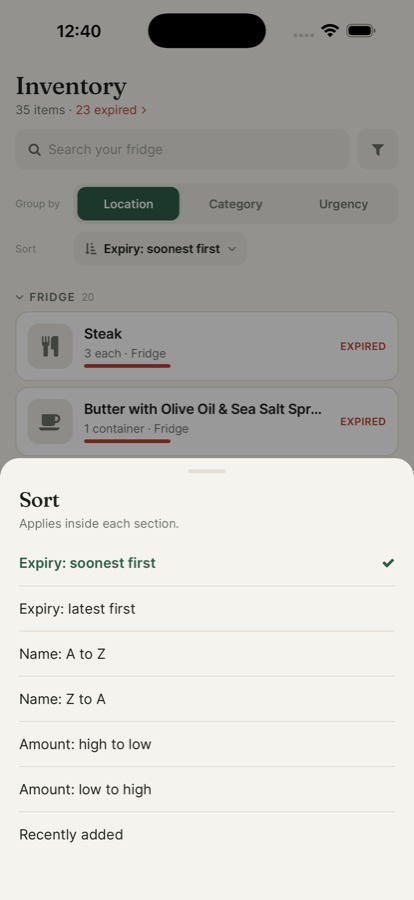 12:40
Inventory
35 items · 23 expired >
Search your fridge
Group by Location Category Urgency
Sort Expiry: soonest first
FRIDGE 20
Steak
3 each · Fridge
EXPIRED
Butter with Olive Oil & Sea Salt Spr...
1 container · Fridge
EXPIRED
Sort
Applies inside each section.
Expiry: soonest first
Expiry: latest first
Name: A to Z
Name: Z to A
Amount: high to low
Amount: low to high
Recently added